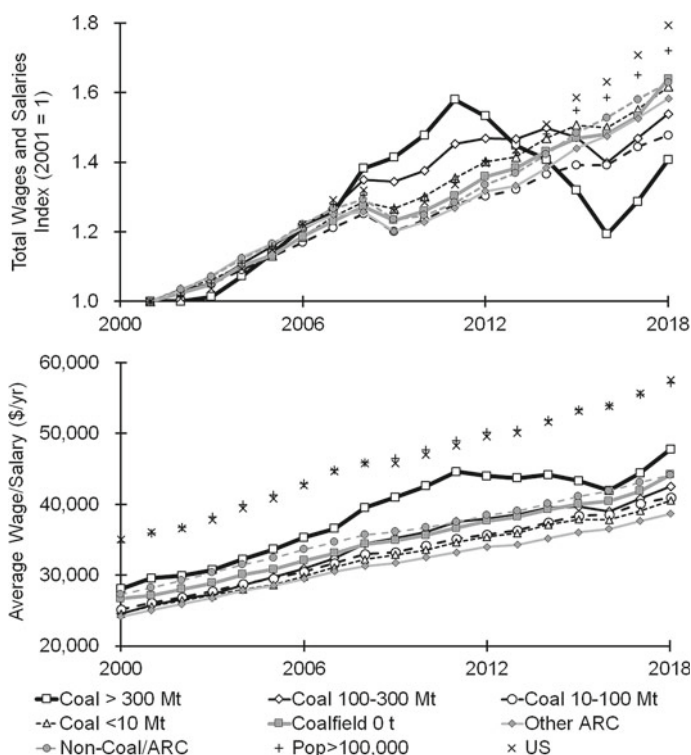 Total Wages and Salaries
Index (2001 = 1)
1.8
1.6
1.4
1.2
1.0
2000 2006 2012 2018
Average Wage/Salary ($/yr)
60,000
50,000
40,000
30,000
20,000
2000 2006 2012 2018
Coal > 300 Mt Coal 100-300 Mt Coal 10-100 Mt
Coal <10 Mt Coalfield 0 t Other ARC
Non-Coal/ARC Pop>100,000 US